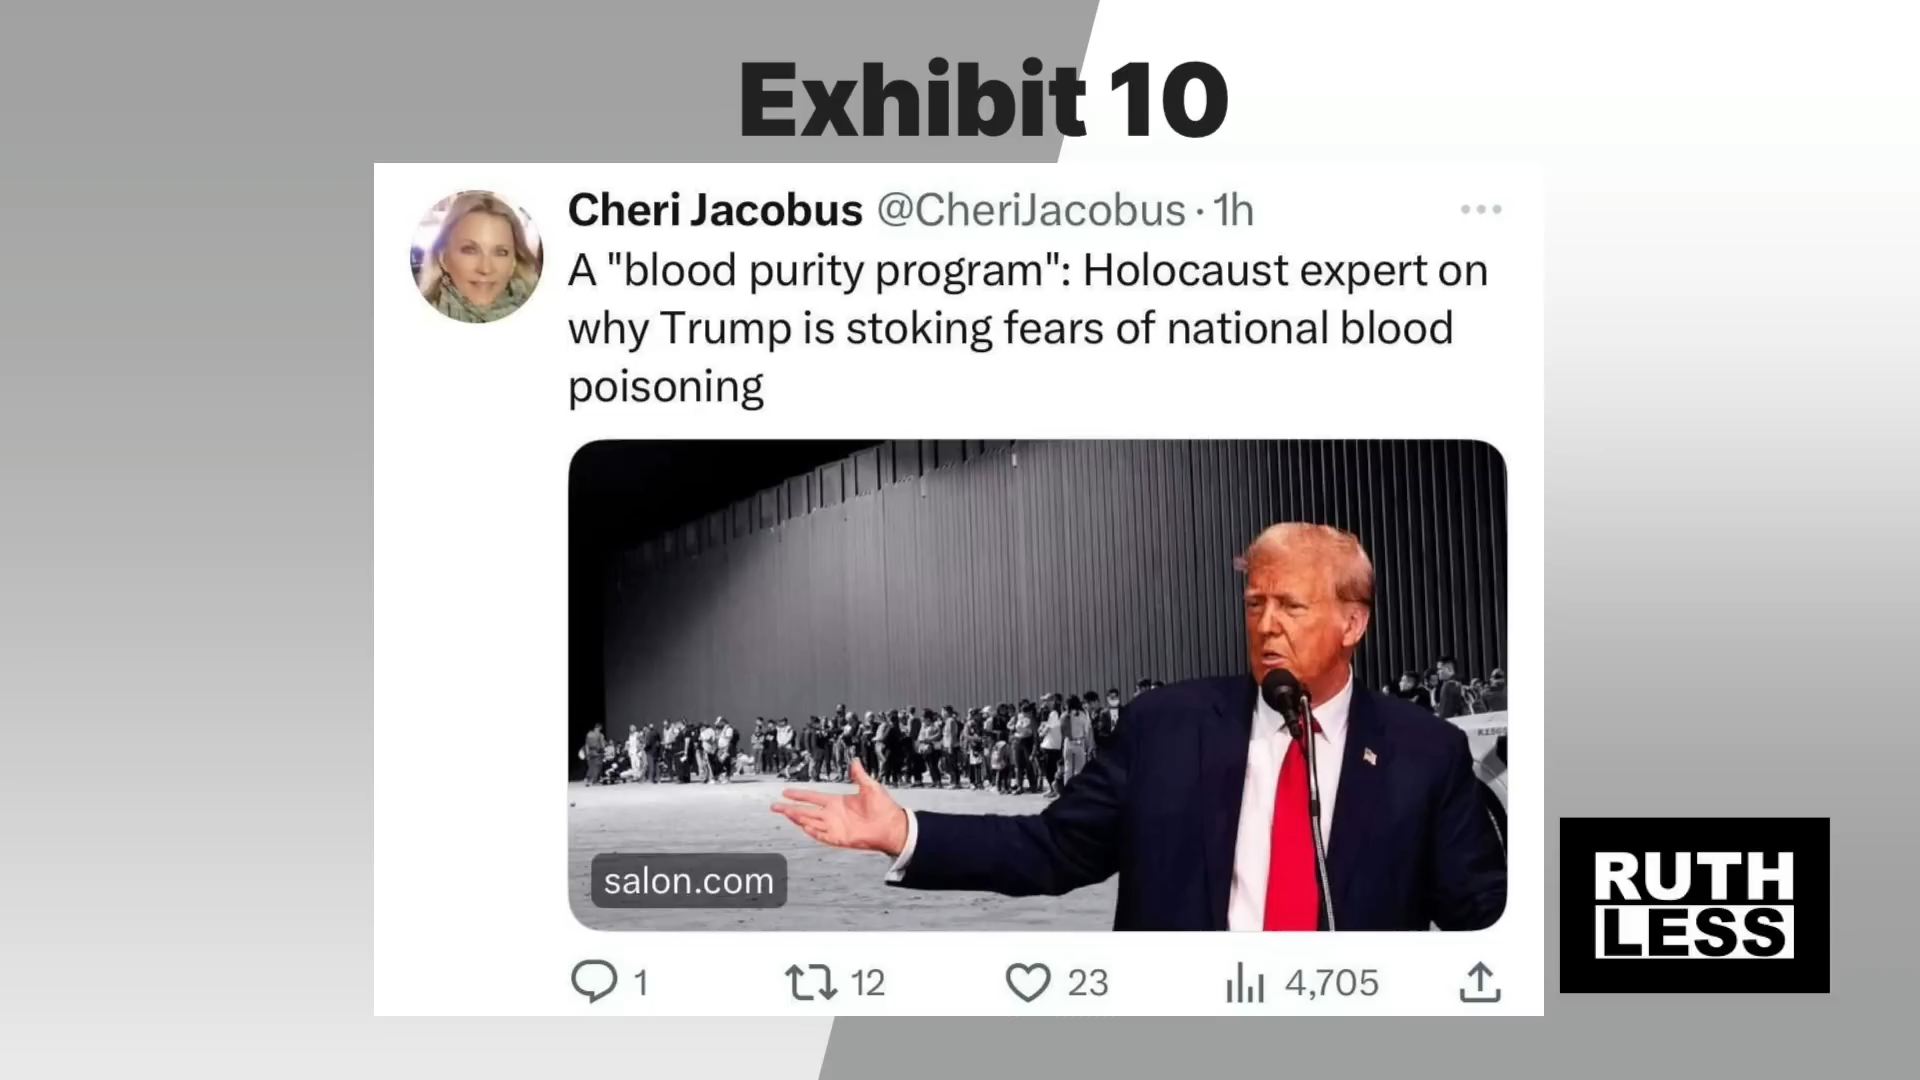 Exhibit 10
Cheri Jacobus @CheriJacobus · 1h
A "blood purity program": Holocaust expert on
why Trump is stoking fears of national blood
poisoning
salon.com
1 12 23 4,705
RUTH
LESS